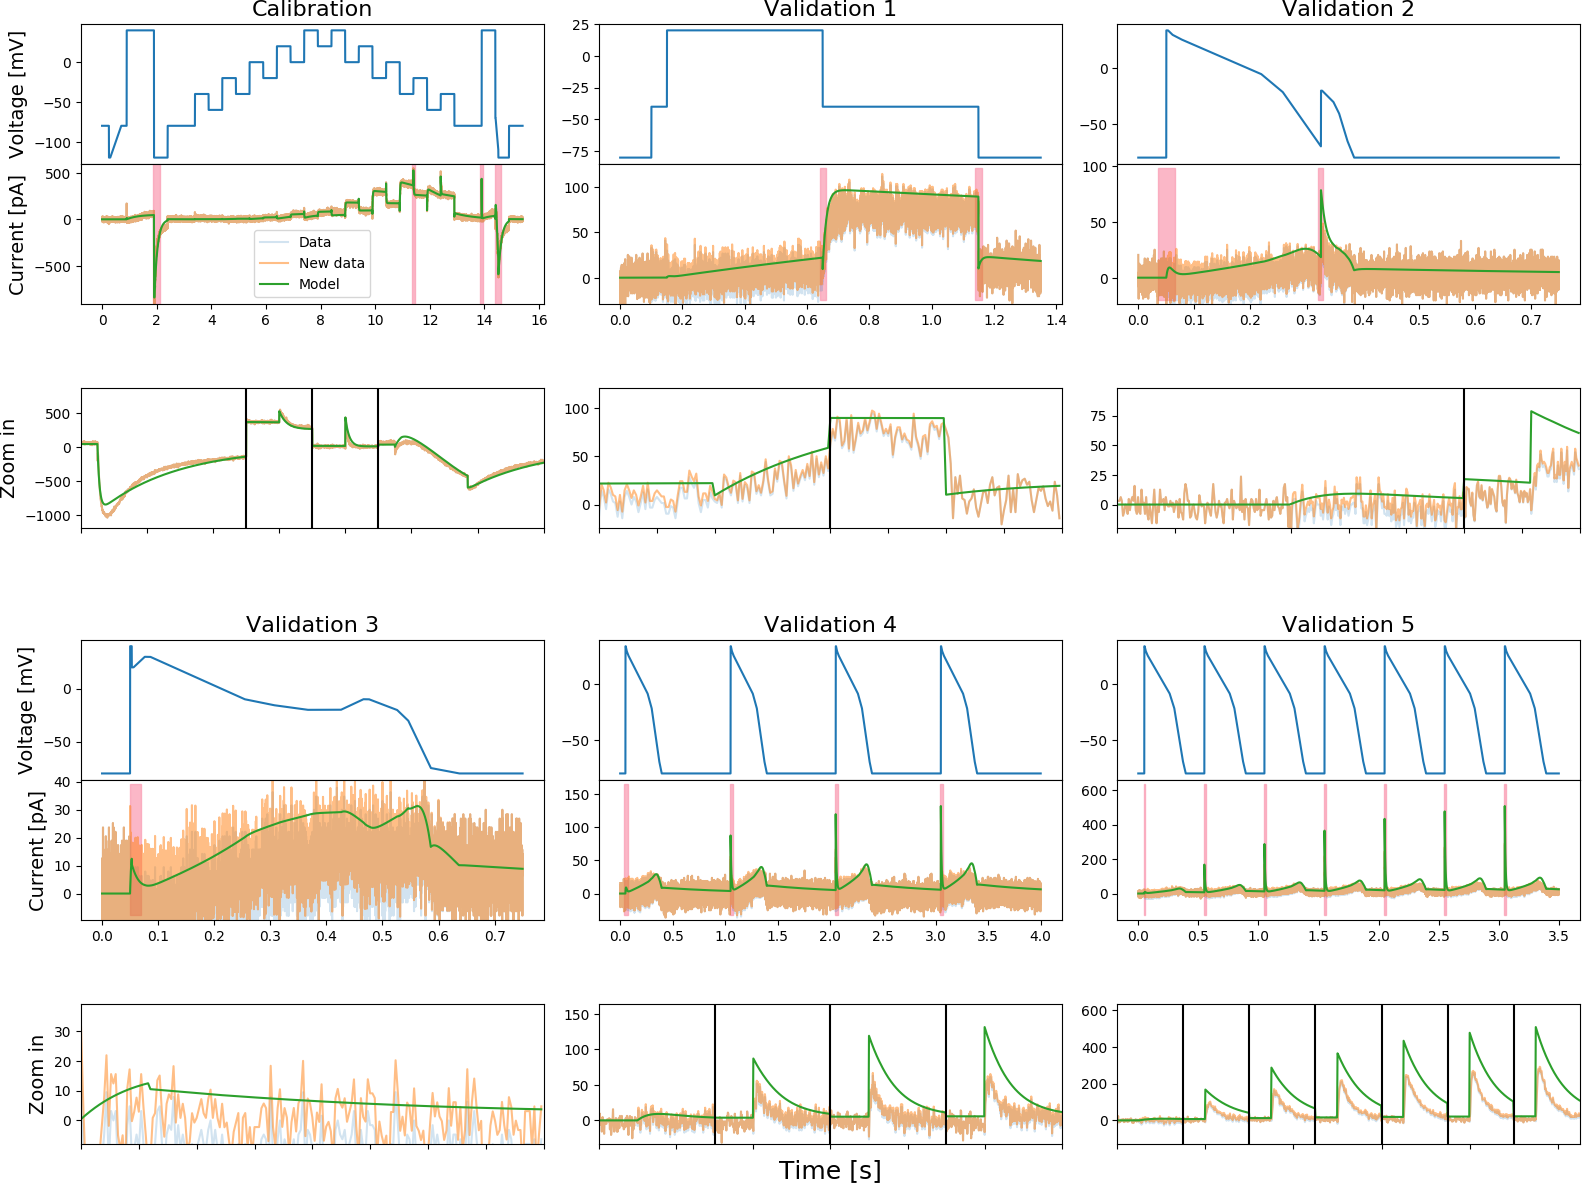 Calibration
Validation 1
Validation 2
Voltage [mV]
0
−50
−100
25
0
−25
−50
−75
0
−50
Current [pA]
500
0
−500
Data
New data
Model
100
50
0
100
50
0
0 2 4 6 8 10 12 14 16
0.0 0.2 0.4 0.6 0.8 1.0 1.2 1.4
0.0 0.1 0.2 0.3 0.4 0.5 0.6 0.7
Zoom in
500
0
−500
−1000
100
50
0
75
50
25
0
Validation 3
Validation 4
Validation 5
Voltage [mV]
0
−50
0
−50
0
−50
Current [pA]
40
30
20
10
0
150
100
50
0
600
400
200
0
0.0 0.1 0.2 0.3 0.4 0.5 0.6 0.7
0.0 0.5 1.0 1.5 2.0 2.5 3.0 3.5 4.0
0.0 0.5 1.0 1.5 2.0 2.5 3.0 3.5
Zoom in
30
20
10
0
150
100
50
0
600
400
200
0
Time [s]